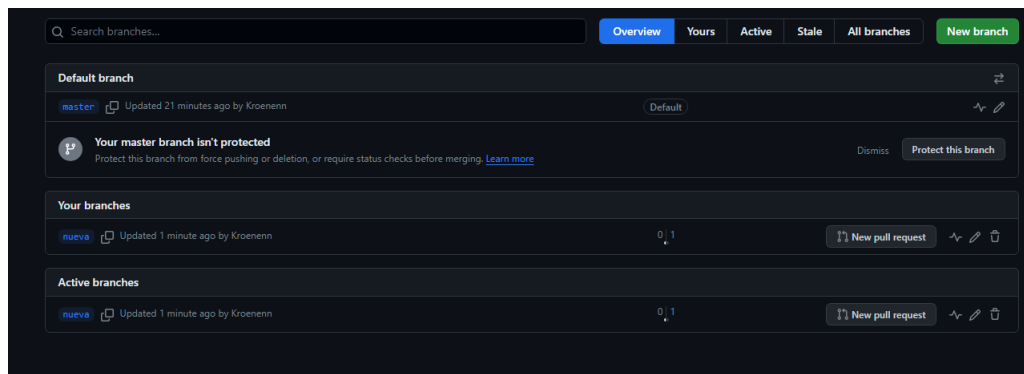 Search branches...
Overview Yours Active Stale All branches New branch
Default branch
master Updated 21 minutes ago by Kroenenn Default
Your master branch isn't protected
Protect this branch from force pushing or deletion, or require status checks before merging. Learn more
Dismiss Protect this branch
Your branches
nueva Updated 1 minute ago by Kroenenn 0 1 New pull request
Active branches
nueva Updated 1 minute ago by Kroenenn 0 1 New pull request